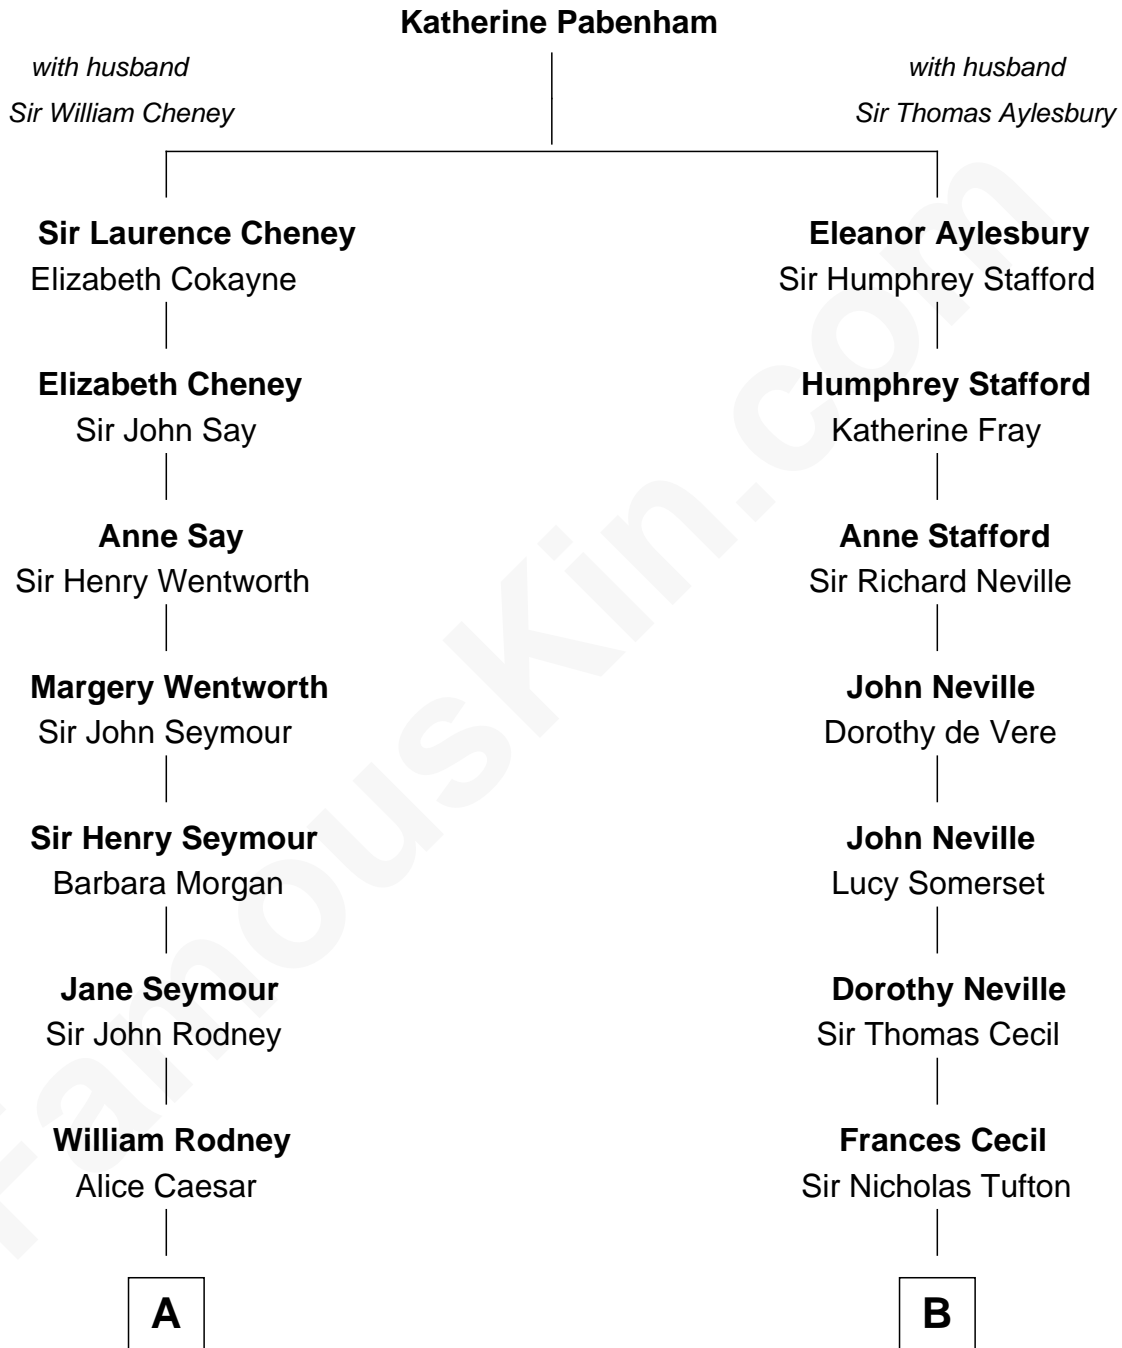 Katherine Pabenham
with husband
Sir William Cheney
with husband
Sir Thomas Aylesbury
Sir Laurence Cheney
Elizabeth Cokayne
Eleanor Aylesbury
Sir Humphrey Stafford
Elizabeth Cheney
Sir John Say
Humphrey Stafford
Katherine Fray
Anne Say
Sir Henry Wentworth
Anne Stafford
Sir Richard Neville
Margery Wentworth
Sir John Seymour
John Neville
Dorothy de Vere
Sir Henry Seymour
Barbara Morgan
John Neville
Lucy Somerset
Jane Seymour
Sir John Rodney
Dorothy Neville
Sir Thomas Cecil
William Rodney
Alice Caesar
Frances Cecil
Sir Nicholas Tufton
A
B
FamousKin.com